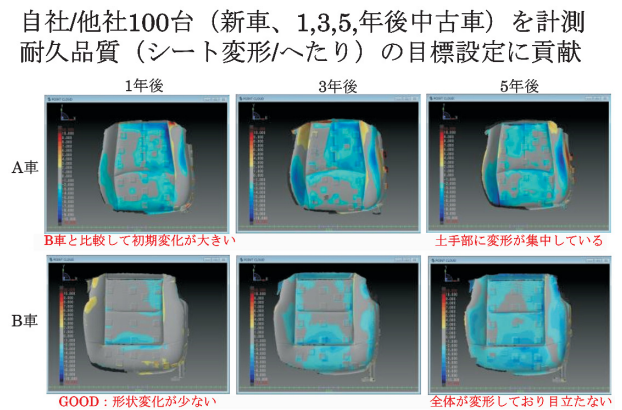 自社/他社100台（新車、1,3,5,年後中古車）を計測
耐久品質（シート変形/へたり）の目標設定に貢献
1年後
3年後
5年後
A車
B車と比較して初期変化が大きい
土手部に変形が集中している
B車
GOOD：形状変化が少ない
全体が変形しており目立たない